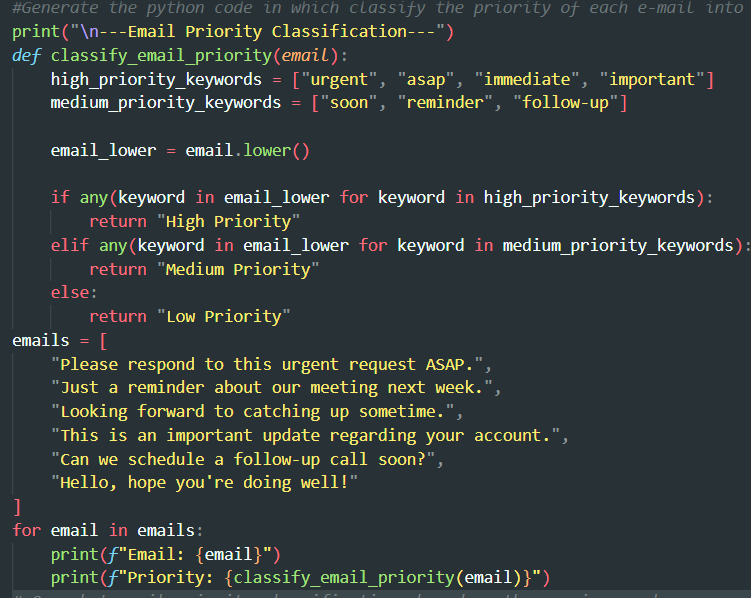 #Generate the python code in which classify the priority of each e-mail into
print("\n---Email Priority Classification---")
def classify_email_priority(email):
    high_priority_keywords = ["urgent", "asap", "immediate", "important"]
    medium_priority_keywords = ["soon", "reminder", "follow-up"]

    email_lower = email.lower()

    if any(keyword in email_lower for keyword in high_priority_keywords):
        return "High Priority"
    elif any(keyword in email_lower for keyword in medium_priority_keywords):
        return "Medium Priority"
    else:
        return "Low Priority"
emails = [
    "Please respond to this urgent request ASAP.",
    "Just a reminder about our meeting next week.",
    "Looking forward to catching up sometime.",
    "This is an important update regarding your account.",
    "Can we schedule a follow-up call soon?",
    "Hello, hope you're doing well!"
]
for email in emails:
    print(f"Email: {email}")
    print(f"Priority: {classify_email_priority(email)}")